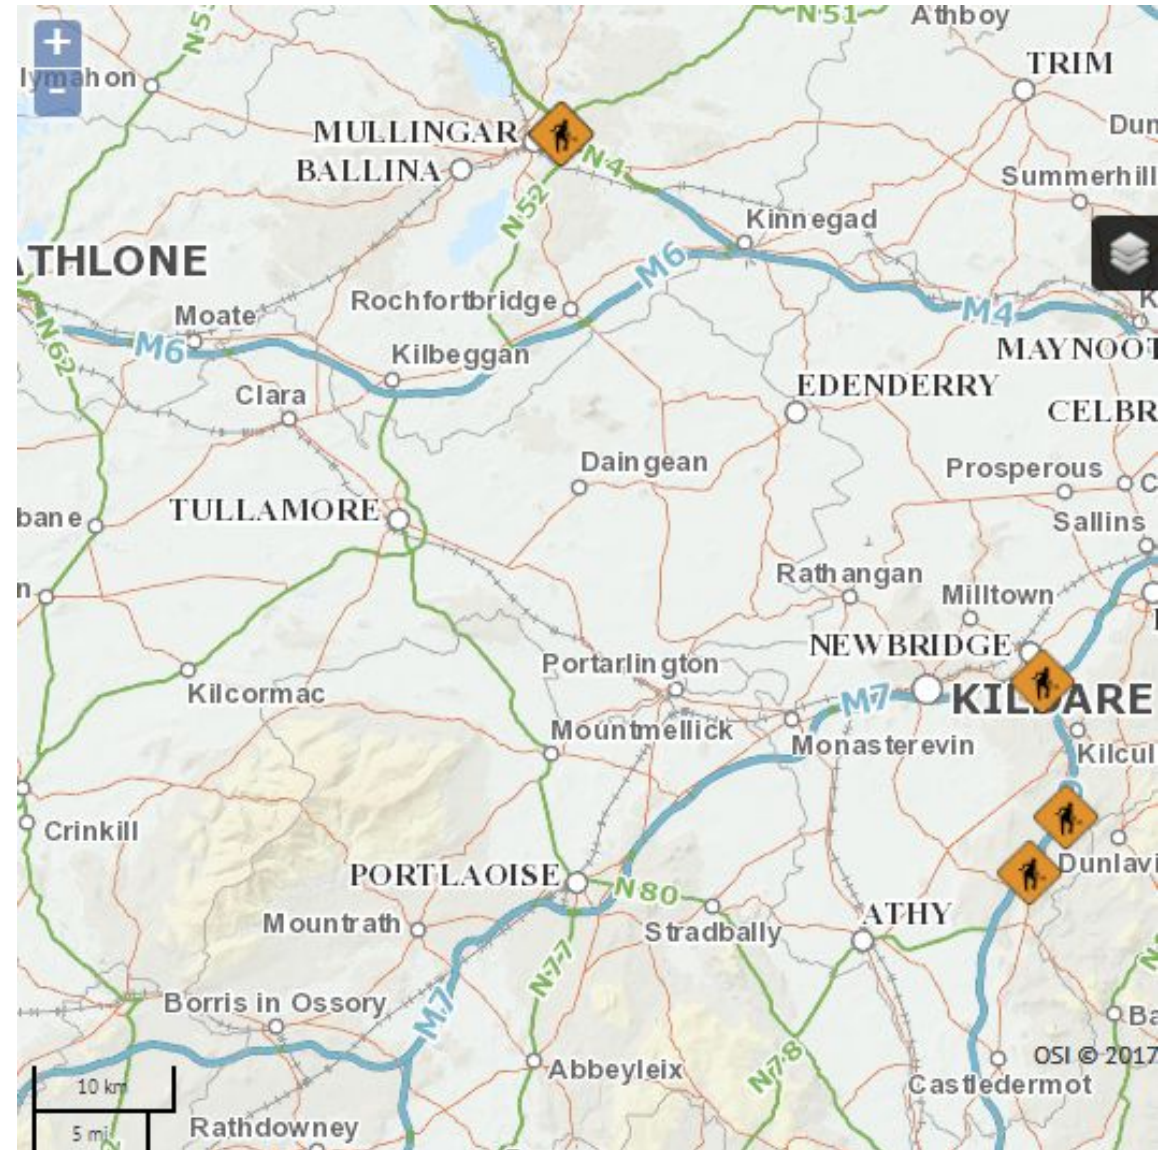 N51
Athboy
+
lymahon
-
TRIM
MULLINGAR
N4
Dun
BALLINA
Summerhill
N52
Kinnegad
ATHLONE
M6
Rochfortbridge
Moate
M4
K
N62
M6
Kilbeggan
MAYNOOT
Clara
EDENDERRY
CELBR
Daingean
Prosperous
C
TULLAMORE
bane
Sallins
Rathangan
n
Milltown
NEWBRIDGE
Portarlington
Kilcormac
M7
KILDARE
Mountmellick
Monasterevin
Kilcul
Crinkill
Dunlavi
PORTLAOISE
N80
Mountrath
Stradbally
ATHY
N77
Borris in Ossory
M7
Ba
OSI © 2017
Abbeyleix
N78
Castledermot
10 km
Rathdowney
5 mi